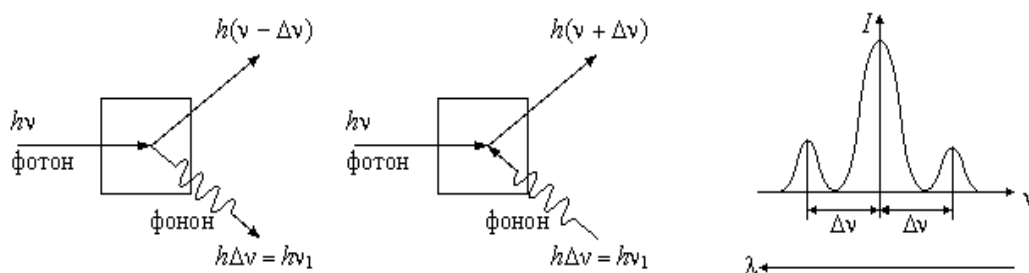 h(ν − Δν)
hν
фотон
фонон
hΔν = hν₁
h(ν + Δν)
hν
фотон
фонон
hΔν = hν₁
I
ν
Δν Δν
λ